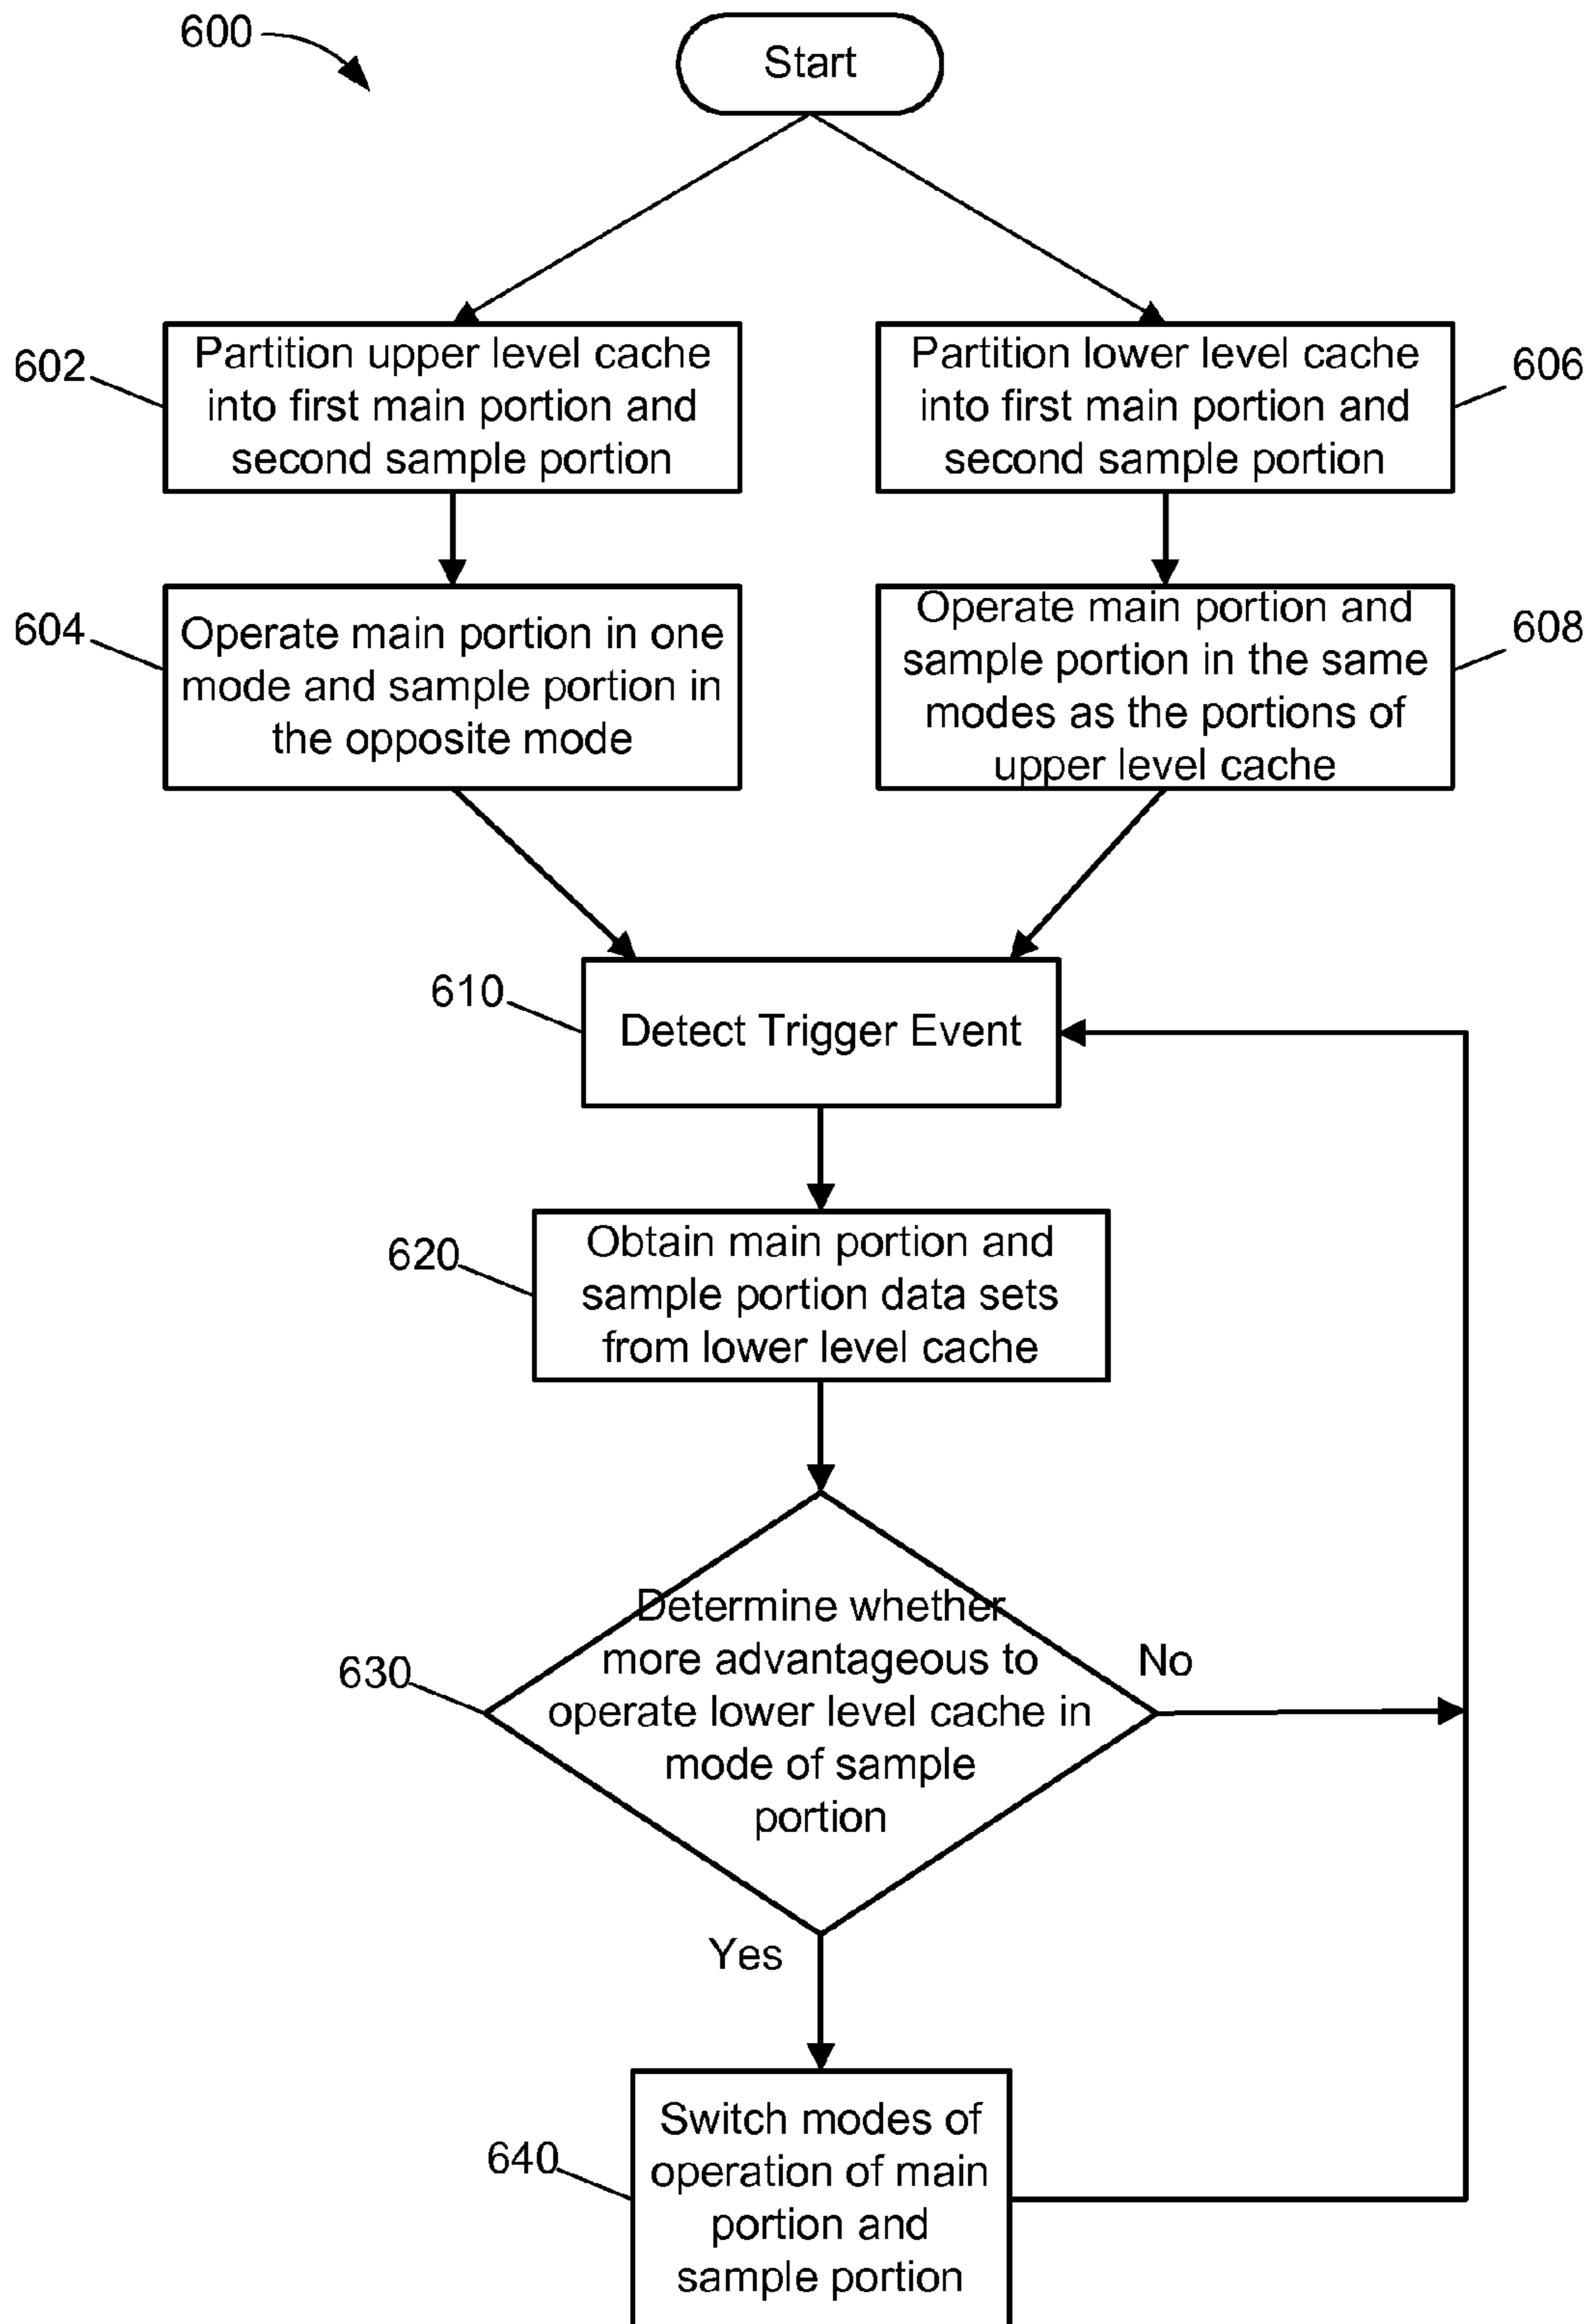 600
Start
602
Partition upper level cache
into first main portion and
second sample portion
Partition lower level cache
into first main portion and
second sample portion
606
604
Operate main portion in one
mode and sample portion in
the opposite mode
Operate main portion and
sample portion in the same
modes as the portions of
upper level cache
608
610
Detect Trigger Event
620
Obtain main portion and
sample portion data sets
from lower level cache
630
Determine whether
more advantageous to
operate lower level cache in
mode of sample
portion
No
Yes
640
Switch modes of
operation of main
portion and
sample portion